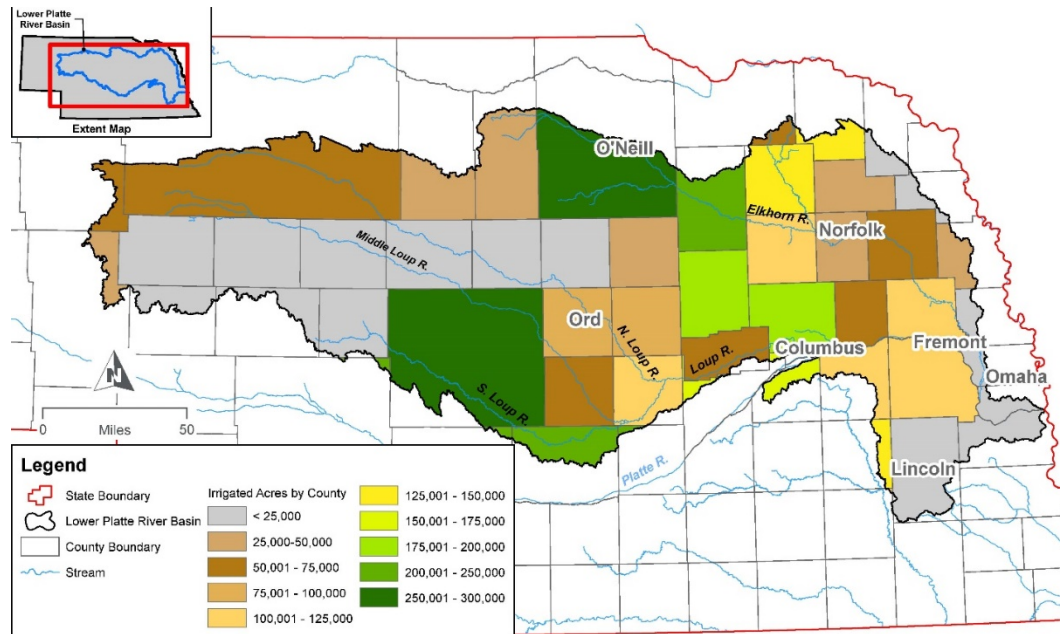 Lower Platte
River Basin
Extent Map
O'Neill
Elkhorn R.
Norfolk
Middle Loup R.
Ord
N. Loup R.
Loup R.
Columbus
Fremont
Omaha
S. Loup R.
Platte R.
Lincoln
N
0 Miles 50
Legend
State Boundary
Lower Platte River Basin
County Boundary
Stream
Irrigated Acres by County
< 25,000
25,000-50,000
50,001 - 75,000
75,001 - 100,000
100,001 - 125,000
125,001 - 150,000
150,001 - 175,000
175,001 - 200,000
200,001 - 250,000
250,001 - 300,000